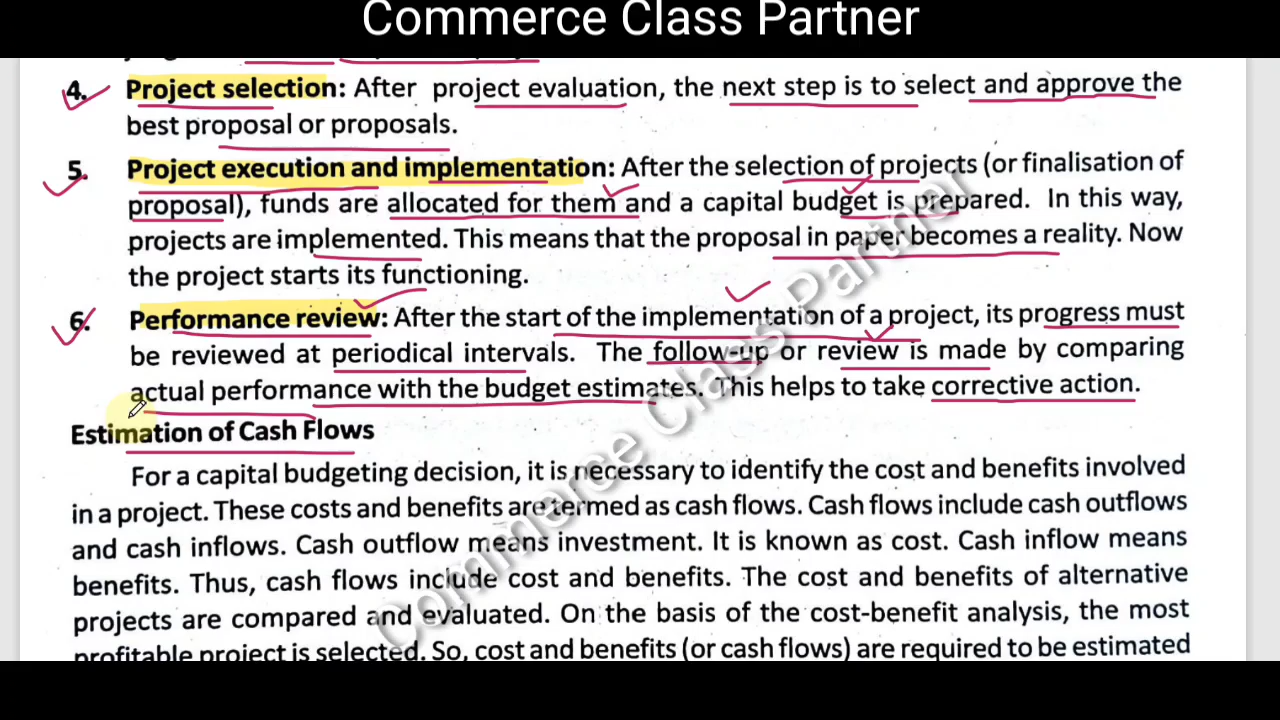 Commerce Class Partner
4. Project selection: After project evaluation, the next step is to select and approve the
best proposal or proposals.
5. Project execution and implementation: After the selection of projects (or finalisation of
proposal), funds are allocated for them and a capital budget is prepared. In this way,
projects are implemented. This means that the proposal in paper becomes a reality. Now
the project starts its functioning.
6. Performance review: After the start of the implementation of a project, its progress must
be reviewed at periodical intervals. The follow-up or review is made by comparing
actual performance with the budget estimates. This helps to take corrective action.
Estimation of Cash Flows
For a capital budgeting decision, it is necessary to identify the cost and benefits involved
in a project. These costs and benefits are termed as cash flows. Cash flows include cash outflows
and cash inflows. Cash outflow means investment. It is known as cost. Cash inflow means
benefits. Thus, cash flows include cost and benefits. The cost and benefits of alternative
projects are compared and evaluated. On the basis of the cost-benefit analysis, the most
profitable project is selected. So, cost and benefits (or cash flows) are required to be estimated
Commerce Class Partner